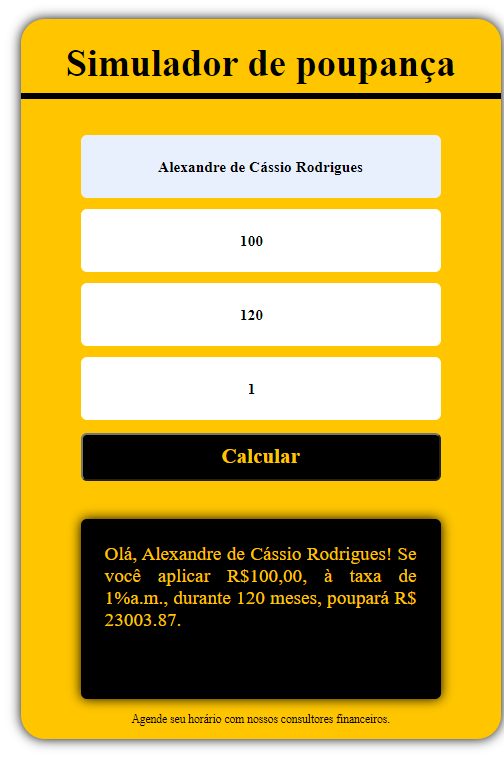 Simulador de poupança
Alexandre de Cássio Rodrigues
100
120
1
Calcular
Olá, Alexandre de Cássio Rodrigues! Se
você aplicar R$100,00, à taxa de
1%a.m., durante 120 meses, poupará R$
23003.87.
Agende seu horário com nossos consultores financeiros.